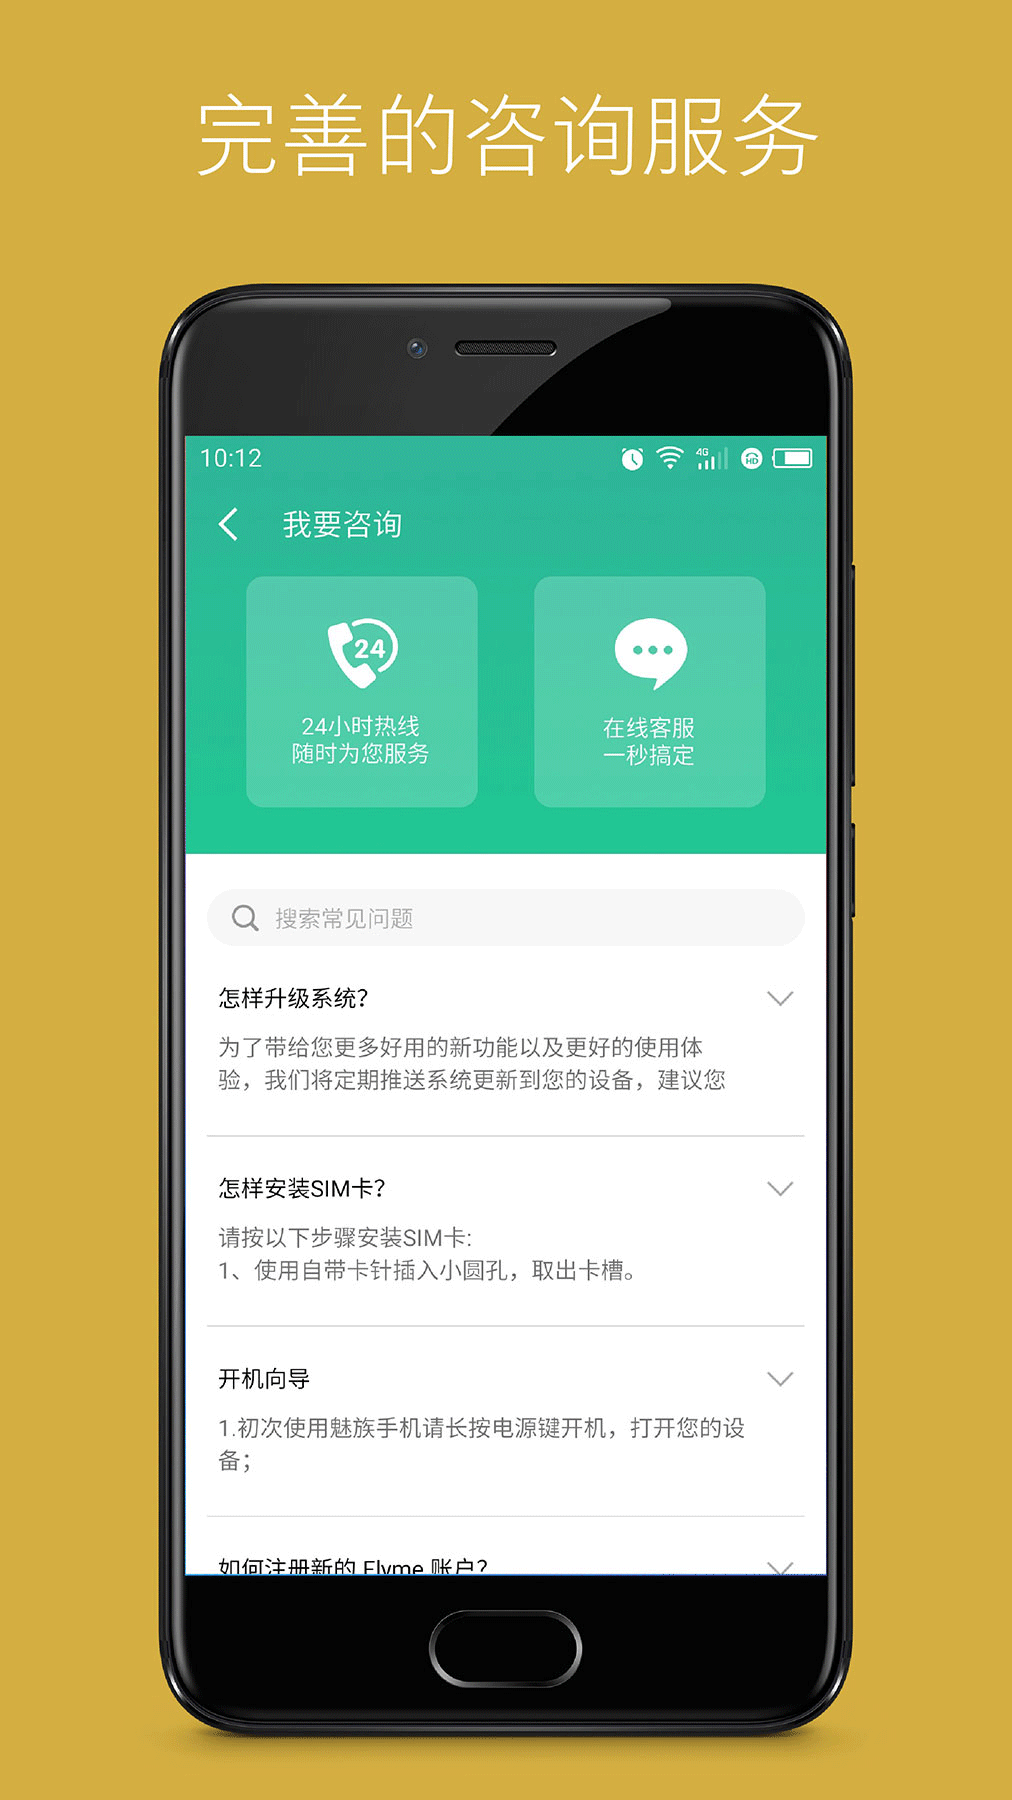 完善的咨询服务
10:12
4G
HD
我要咨询
24
24小时热线
随时为您服务
在线客服
一秒搞定
搜索常见问题
怎样升级系统?
为了带给您更多好用的新功能以及更好的使用体
验，我们将定期推送系统更新到您的设备，建议您
怎样安装SIM卡?
请按以下步骤安装SIM卡:
1、使用自带卡针插入小圆孔，取出卡槽。
开机向导
1.初次使用魅族手机请长按电源键开机，打开您的设
备；
如何注册新的 Flyme 账户?